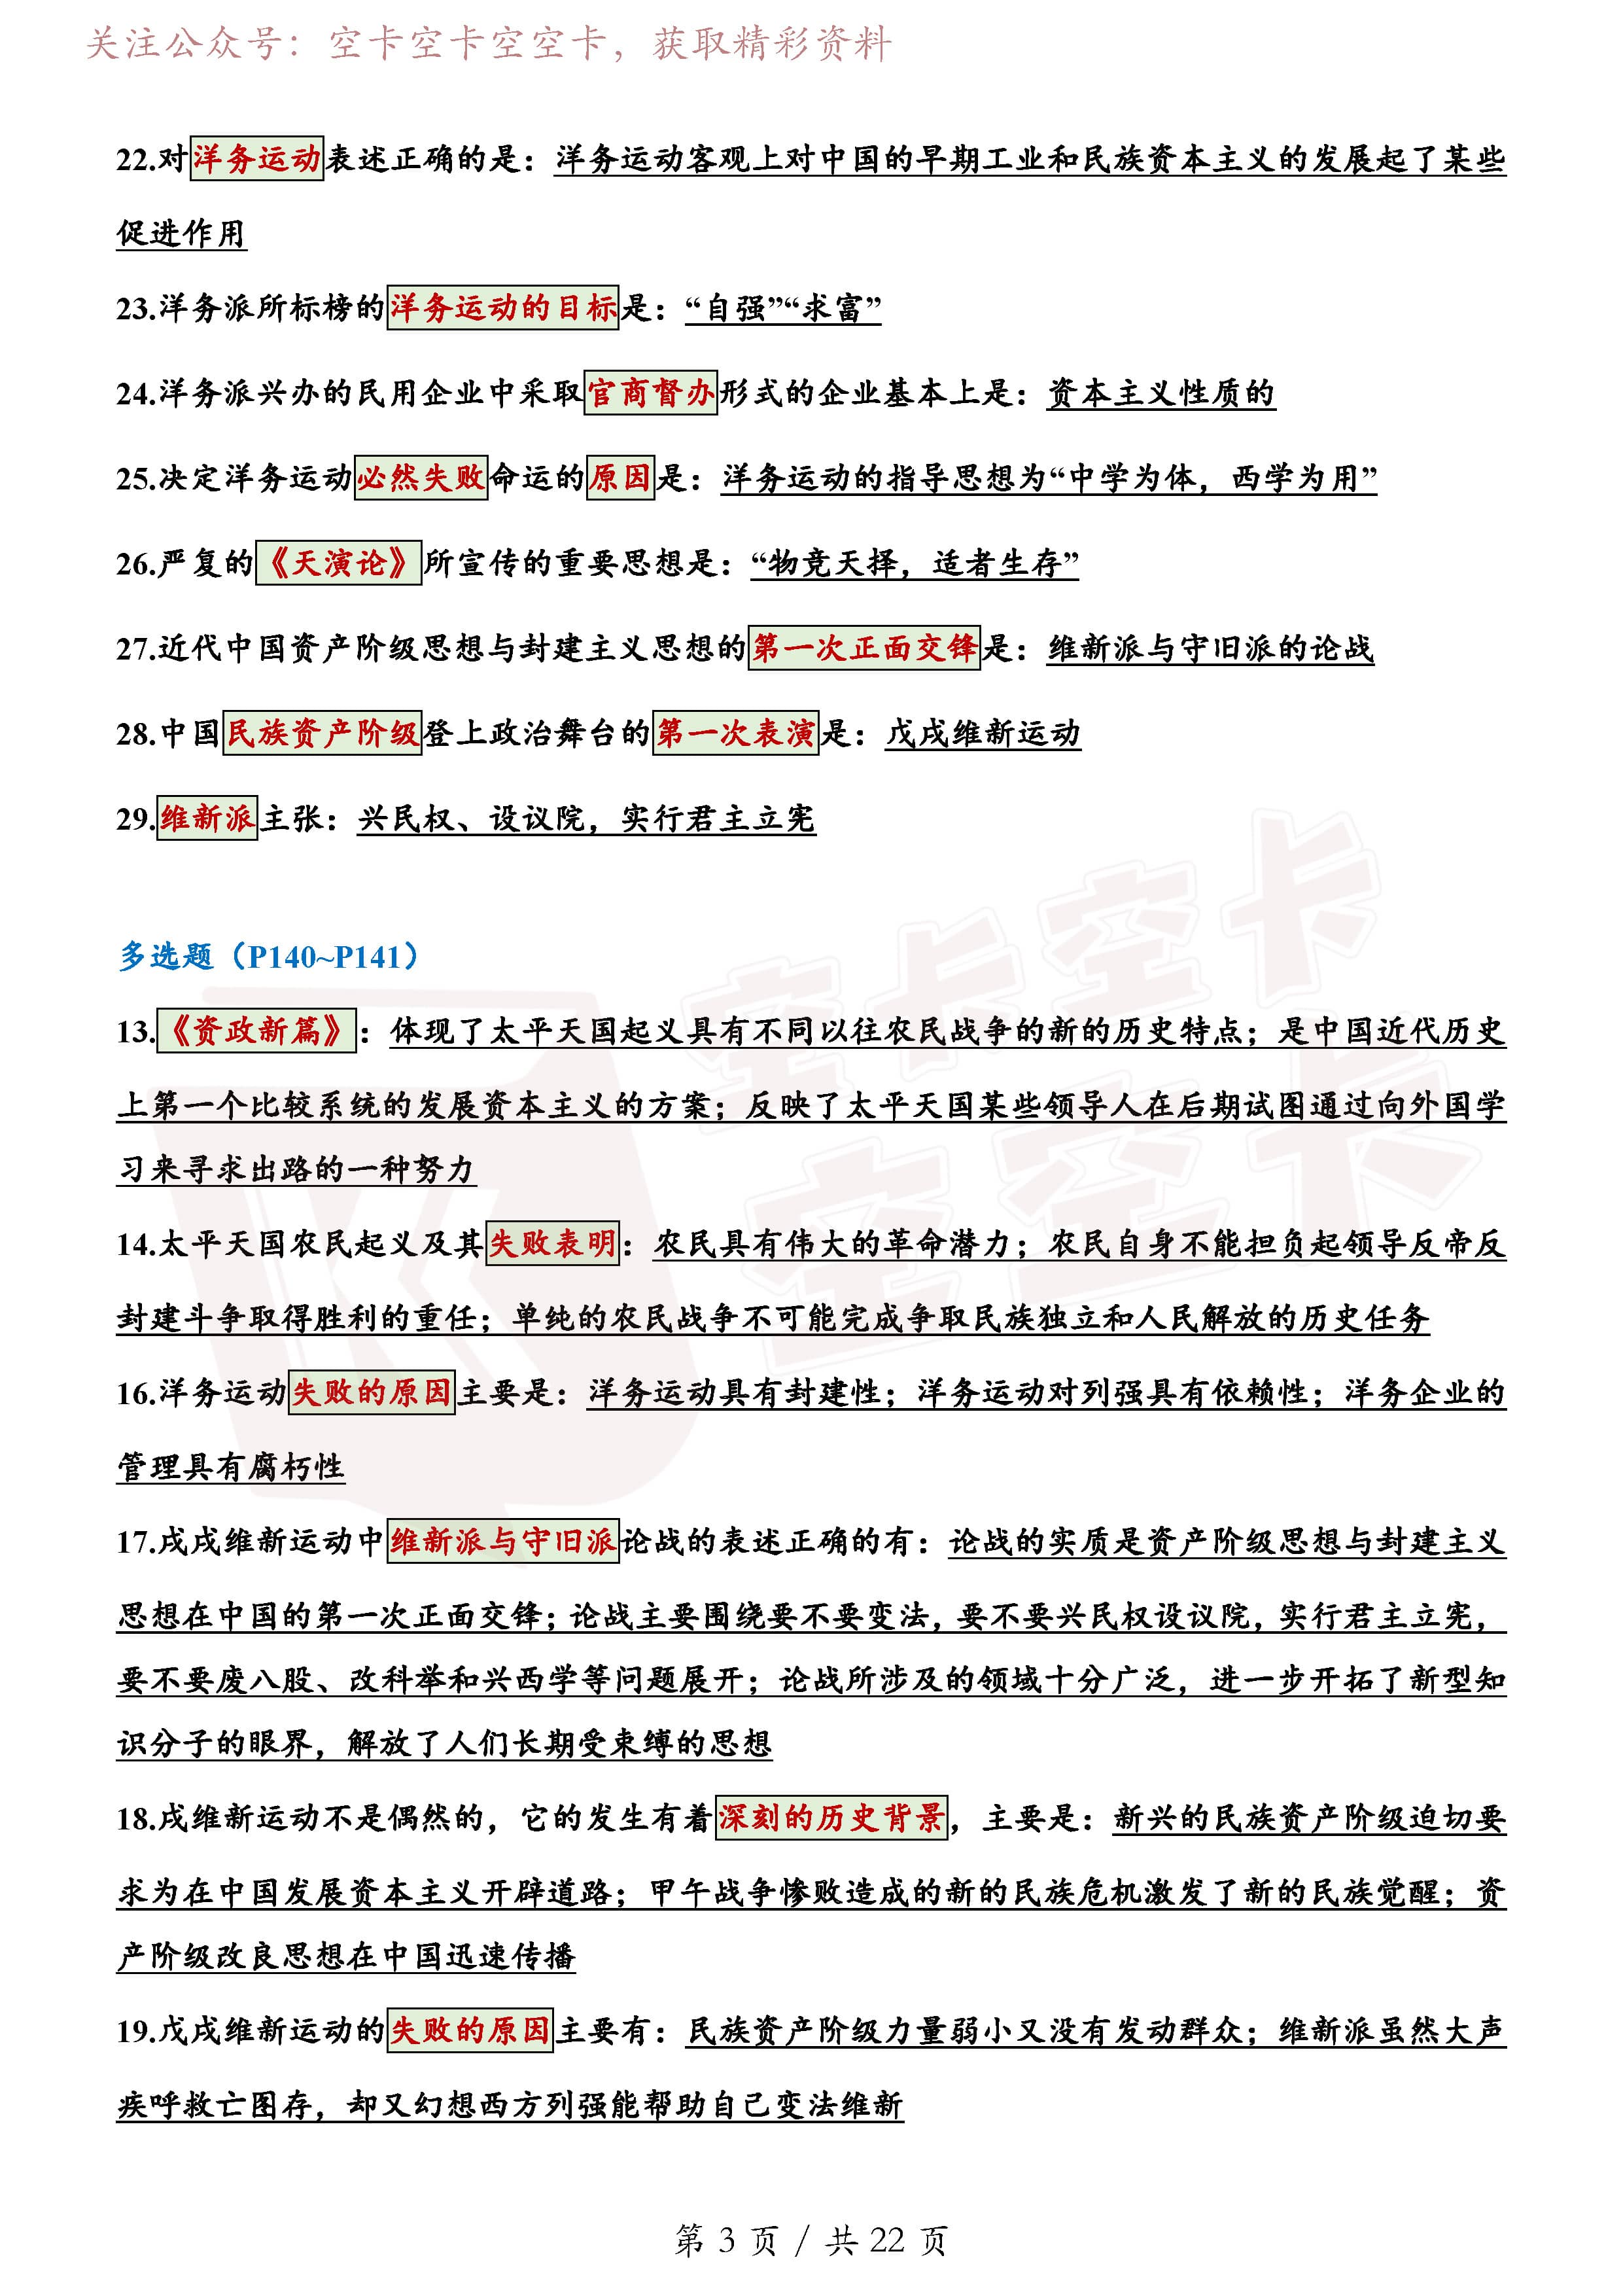 关注公众号：空卡空卡空空卡，获取精彩资料
22.对洋务运动表述正确的是：洋务运动客观上对中国的早期工业和民族资本主义的发展起了某些
促进作用
23.洋务派所标榜的洋务运动的目标是：“自强”“求富”
24.洋务派兴办的民用企业中采取官商督办形式的企业基本上是：资本主义性质的
25.决定洋务运动必然失败命运的原因是：洋务运动的指导思想为“中学为体，西学为用”
26.严复的《天演论》所宣传的重要思想是：“物竞天择，适者生存”
27.近代中国资产阶级思想与封建主义思想的第一次正面交锋是：维新派与守旧派的论战
28.中国民族资产阶级登上政治舞台的第一次表演是：戊戌维新运动
29.维新派主张：兴民权、设议院，实行君主立宪
多选题（P140~P141）
13.《资政新篇》：体现了太平天国起义具有不同以往农民战争的新的历史特点；是中国近代历史
上第一个比较系统的发展资本主义的方案；反映了太平天国某些领导人在后期试图通过向外国学
习来寻求出路的一种努力
14.太平天国农民起义及其失败表明：农民具有伟大的革命潜力；农民自身不能担负起领导反帝反
封建斗争取得胜利的重任；单纯的农民战争不可能完成争取民族独立和人民解放的历史任务
16.洋务运动失败的原因主要是：洋务运动具有封建性；洋务运动对列强具有依赖性；洋务企业的
管理具有腐朽性
17.戊戌维新运动中维新派与守旧派论战的表述正确的有：论战的实质是资产阶级思想与封建主义
思想在中国的第一次正面交锋；论战主要围绕要不要变法，要不要兴民权设议院，实行君主立宪，
要不要废八股、改科举和兴西学等问题展开；论战所涉及的领域十分广泛，进一步开拓了新型知
识分子的眼界，解放了人们长期受束缚的思想
18.戊维新运动不是偶然的，它的发生有着深刻的历史背景，主要是：新兴的民族资产阶级迫切要
求为在中国发展资本主义开辟道路；甲午战争惨败造成的新的民族危机激发了新的民族觉醒；资
产阶级改良思想在中国迅速传播
19.戊戌维新运动的失败的原因主要有：民族资产阶级力量弱小又没有发动群众；维新派虽然大声
疾呼救亡图存，却又幻想西方列强能帮助自己变法维新
空卡空卡
空空卡
第 3 页 / 共 22 页